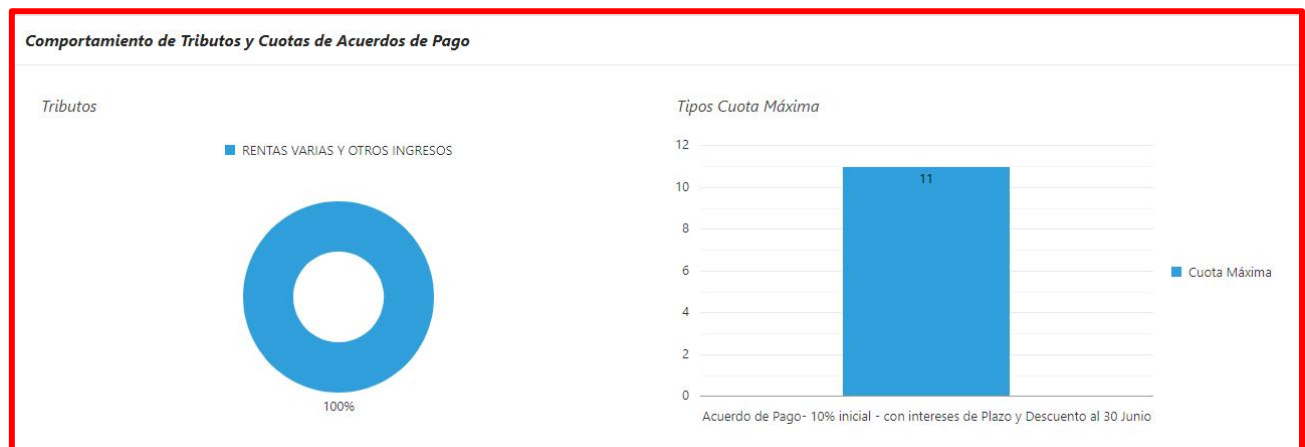 Comportamiento de Tributos y Cuotas de Acuerdos de Pago
Tributos
RENTAS VARIAS Y OTROS INGRESOS
100%
Tipos Cuota Máxima
12
10
8
6
4
2
0
11
Cuota Máxima
Acuerdo de Pago- 10% inicial - con intereses de Plazo y Descuento al 30 Junio